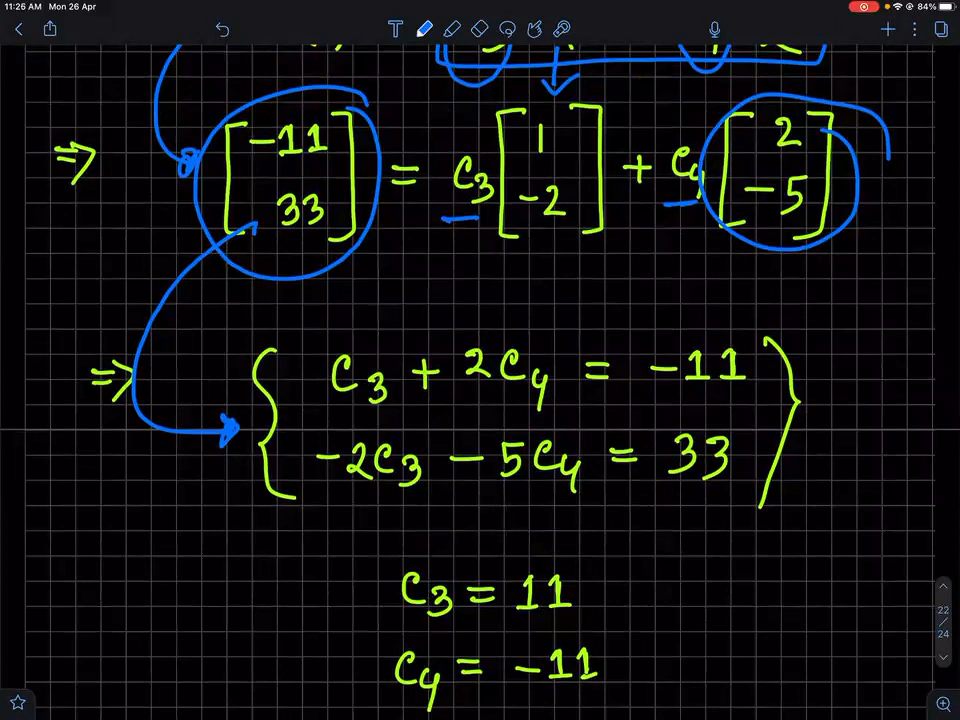 11:26 AM Mon 26 Apr
84%
T
=> [-11 33] = c3 [1 -2] + c4 [2 -5]
=> { c3 + 2c4 = -11
-2c3 - 5c4 = 33 }
c3 = 11
c4 = -11
22
/
24